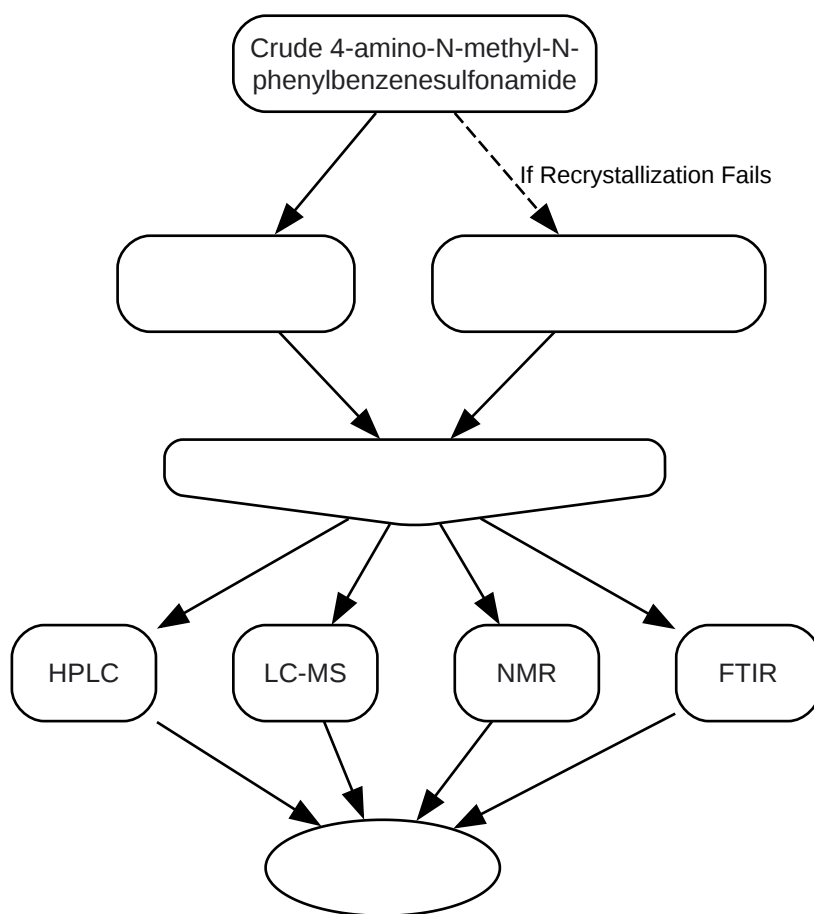 Crude 4-amino-N-methyl-N-
phenylbenzenesulfonamide
If Recrystallization Fails
HPLC
LC-MS
NMR
FTIR